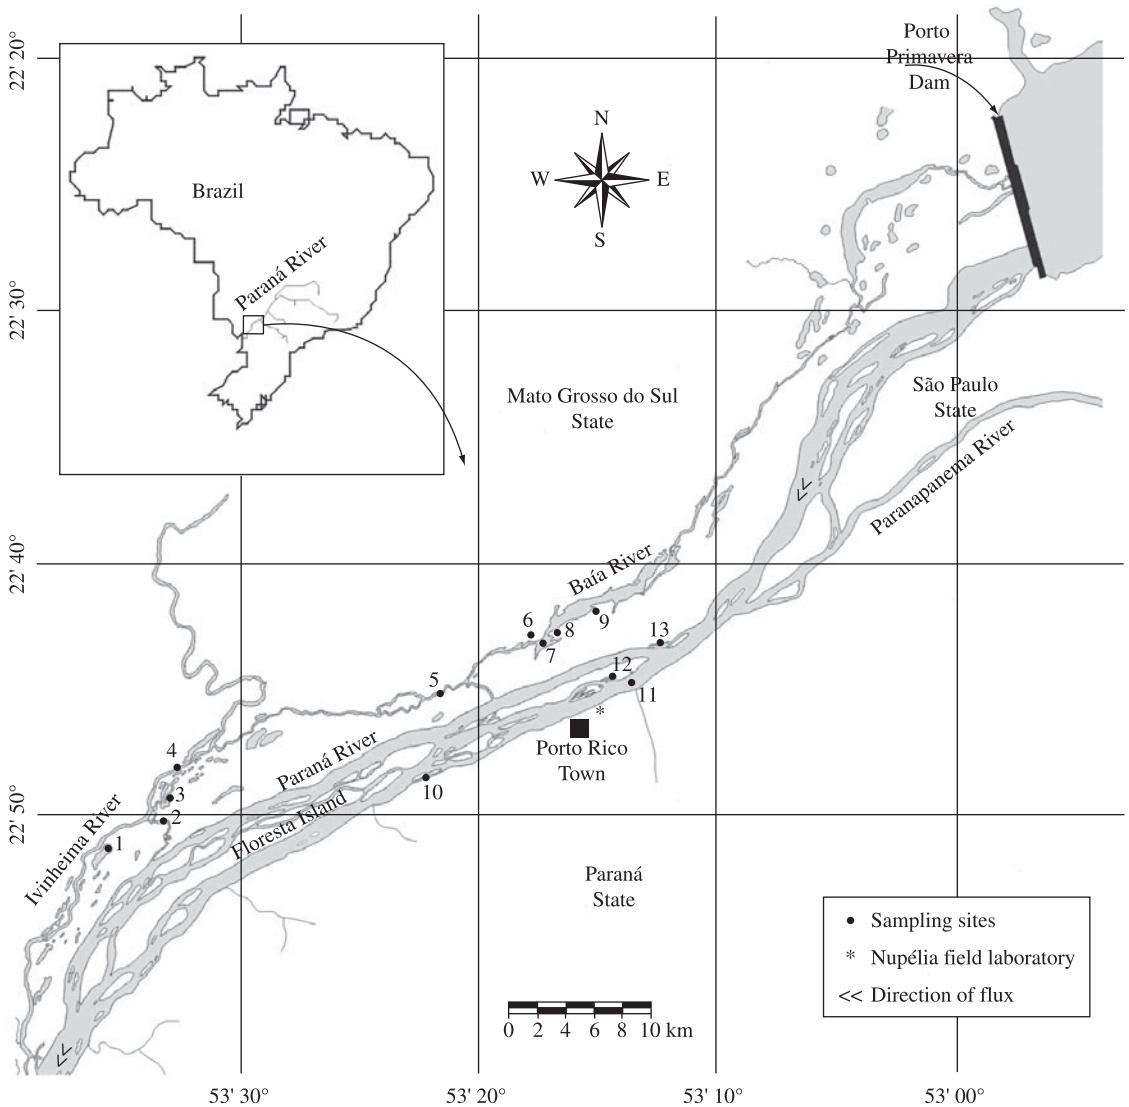 Porto
Primavera
Dam
22' 20°
N
W
E
S
Brazil
Paraná River
22' 30°
Mato Grosso do Sul
State
São Paulo
State
Paranapanema River
22' 40°
Baía River
6
8
9
7
13
12
11
5
*
Porto Rico
Town
4
Paraná River
10
3
2
Floresta Island
22' 50°
1
Ivinheima River
Paraná
State
Sampling sites
* Nupélia field laboratory
<< Direction of flux
0 2 4 6 8 10 km
53' 30°
53' 20°
53' 10°
53' 00°